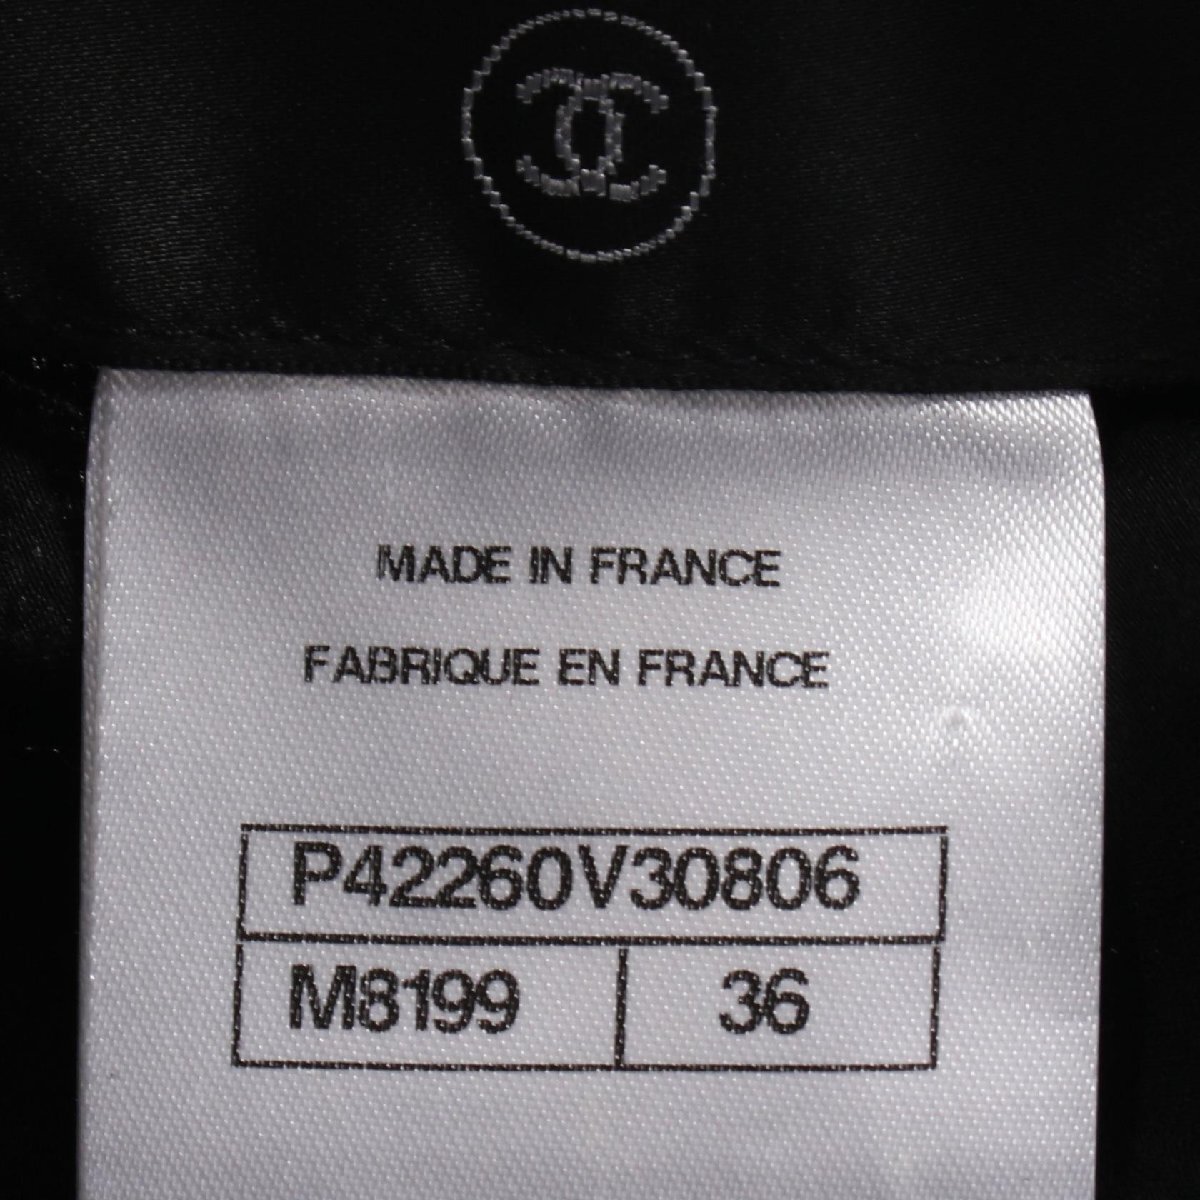 MADE IN FRANCE
FABRIQUE EN FRANCE
P42260V30806
M8199 36